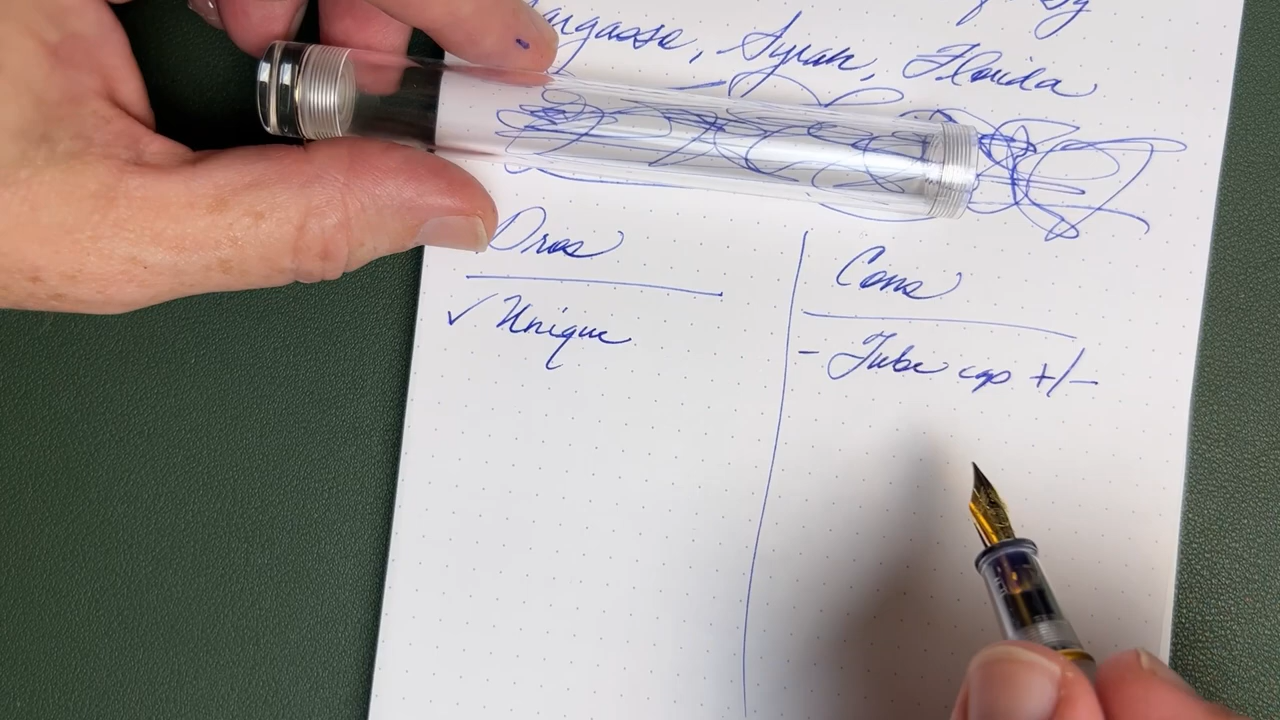 Syrah, Florida
Pros
Cons
✓ Unique
- Tube cap +/-